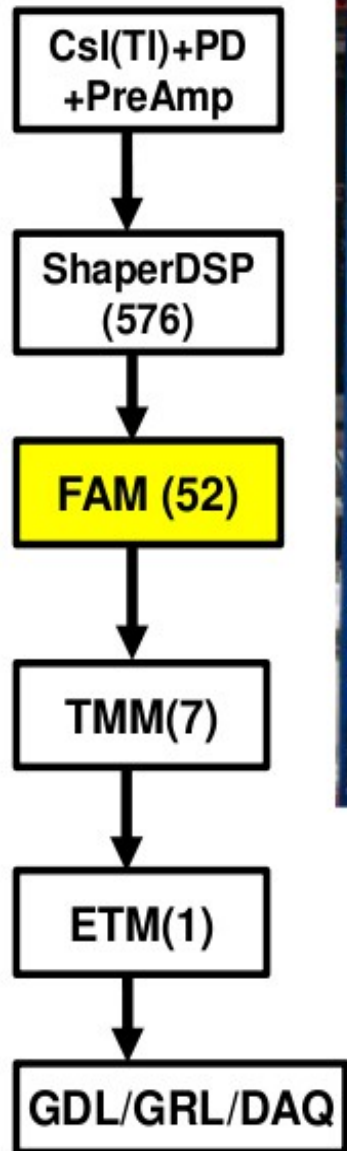 CsI(Tl)+PD
+PreAmp
ShaperDSP
(576)
FAM (52)
TMM(7)
ETM(1)
GDL/GRL/DAQ